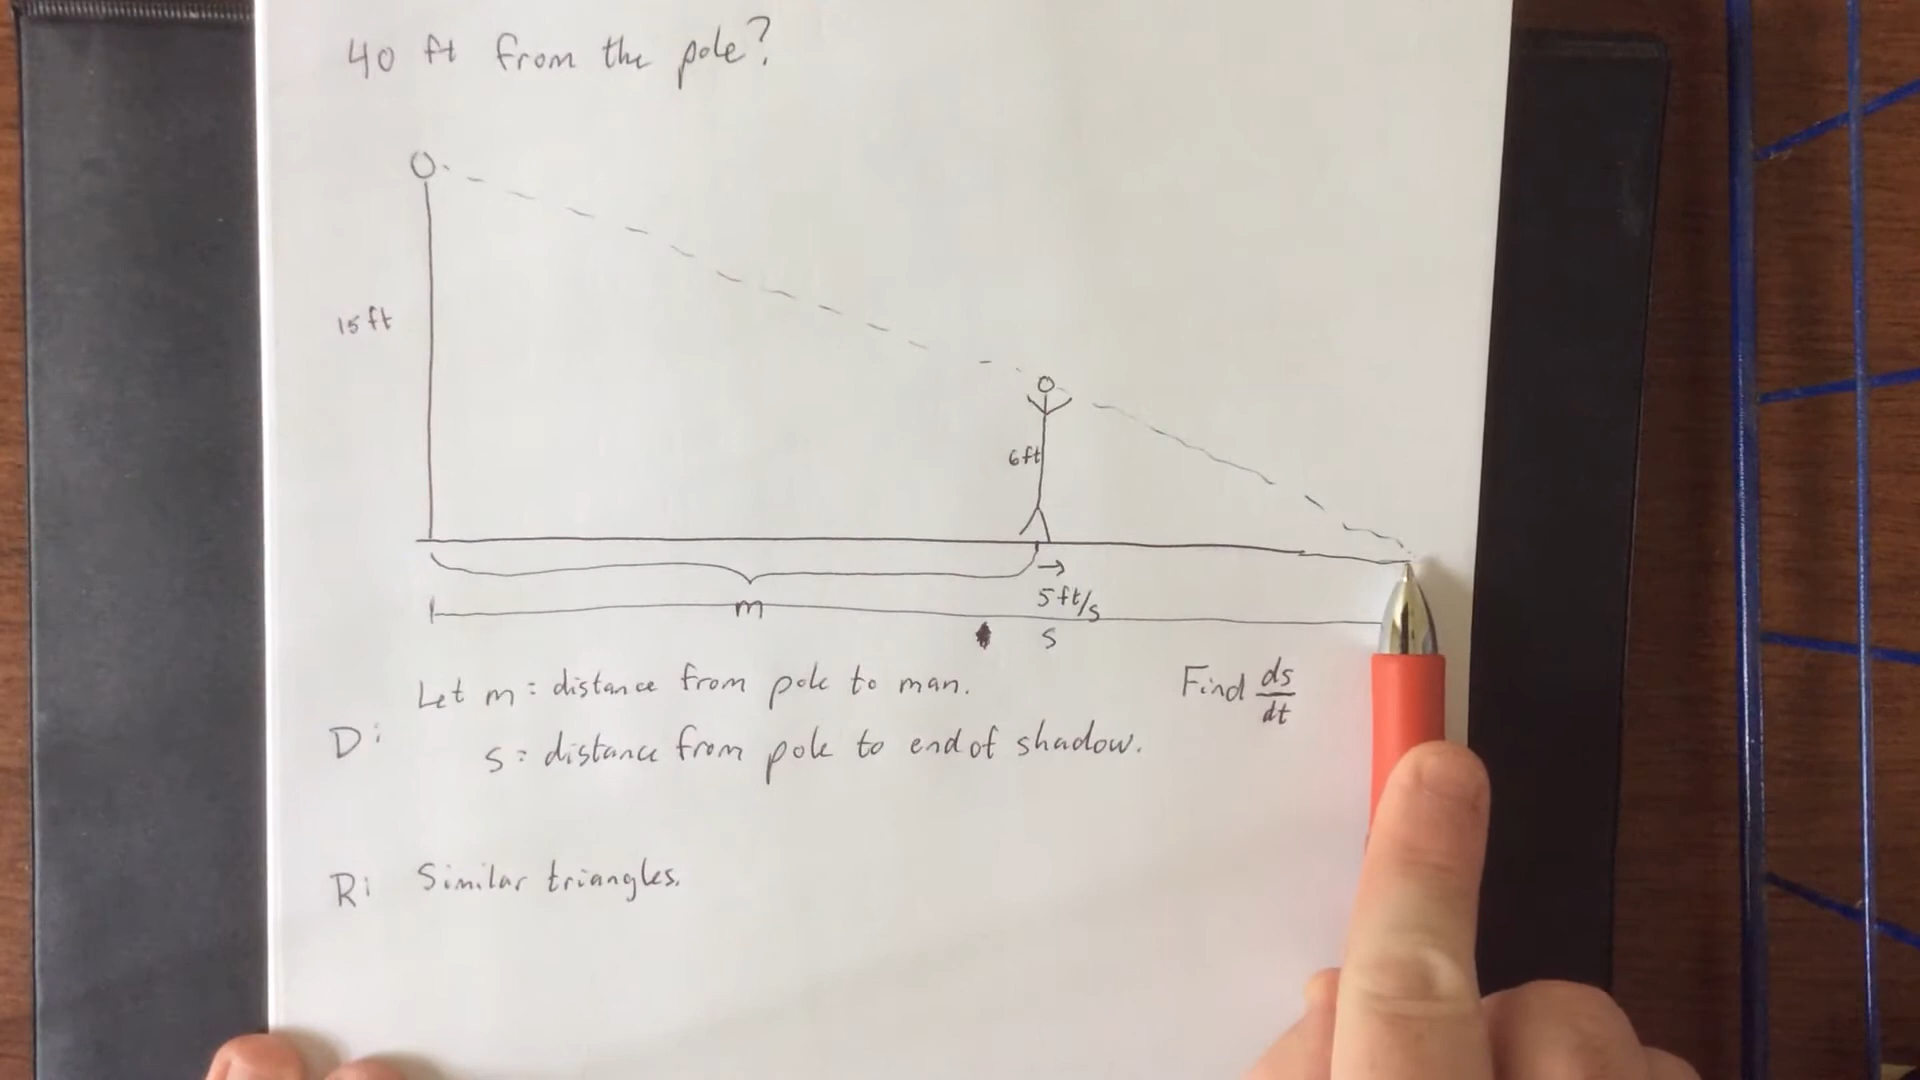 40 ft from the pole?
15 ft
6ft
5 ft/s
m
s
Let m = distance from pole to man.
Find ds/dt
D:
s = distance from pole to end of shadow.
R: Similar triangles.